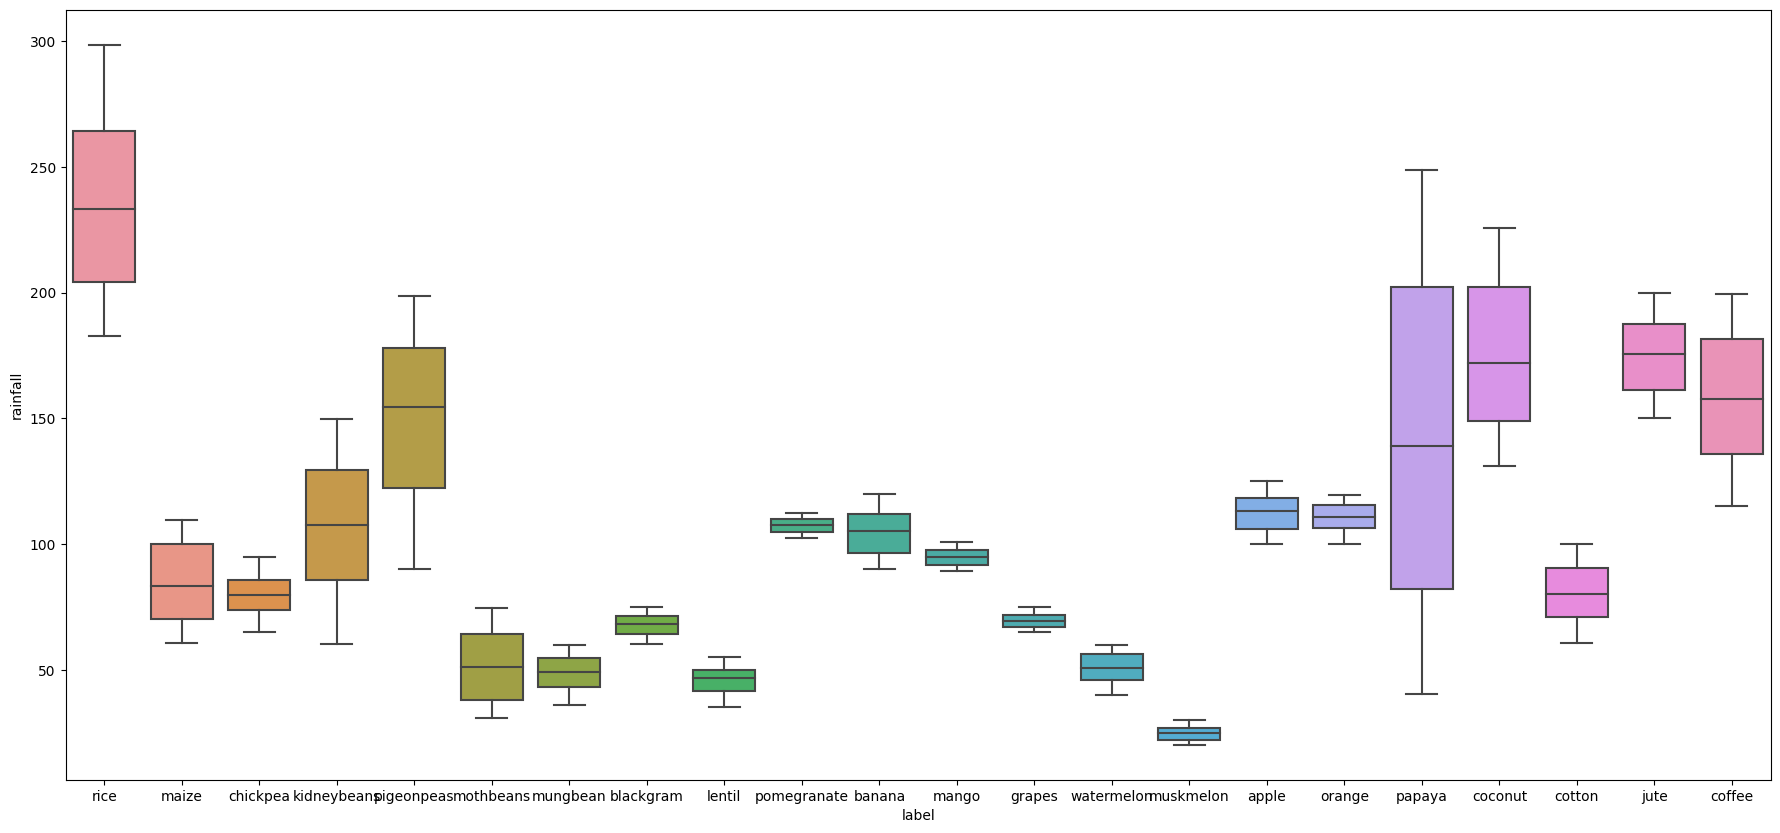 300
250
200
150
100
50
rainfall
rice maize chickpea kidneybeans pigeonpeas mothbeans mungbean blackgram lentil pomegranate banana mango grapes watermelon muskmelon apple orange papaya coconut cotton jute coffee
label